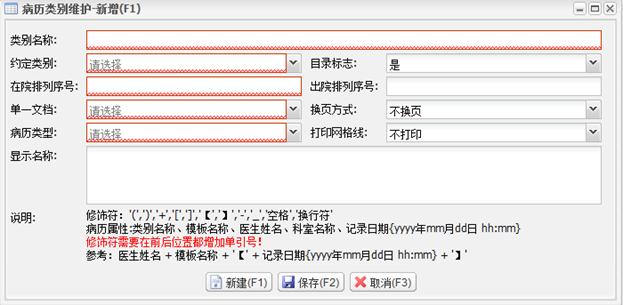 病历类别维护-新增(F1)
类别名称:
约定类别: 请选择 目录标志: 是
在院排列序号: 出院排列序号:
单一文档: 请选择 换页方式: 不换页
病历类型: 请选择 打印网格线: 不打印
显示名称:
说明: 修饰符: '(',')','+','[',']','【','】','-','_','空格','换行符'
病历属性:类别名称、模板名称、医生姓名、科室名称、记录日期{yyyy年mm月dd日 hh:mm}
修饰符需要在前后位置都增加单引号!
参考: 医生姓名 + 模板名称 + '【' + 记录日期{yyyy年mm月dd日 hh:mm} + '】'
新建(F1) 保存(F2) 取消(F3)